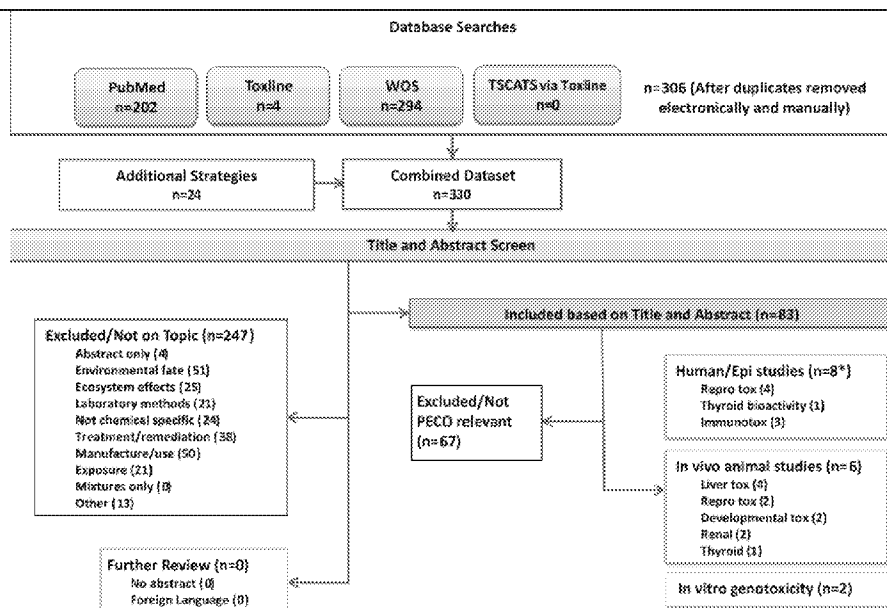 Database Searches
PubMed
n=202
Toxline
n=4
WOS
n=294
TSCATS via Toxline
n=0
n=306 (After duplicates removed
electronically and manually)
Additional Strategies
n=24
Combined Dataset
n=330
Title and Abstract Screen
Included based on Title and Abstract (n=83)
Excluded/Not on Topic (n=247)
Abstract only (4)
Environmental fate (51)
Ecosystem effects (25)
Laboratory methods (21)
Not chemical specific (24)
Treatment/remediation (38)
Manufacture/use (50)
Exposure (21)
Mixtures only (0)
Other (13)
Excluded/Not
PECO relevant
(n=67)
Human/Epi studies (n=8*)
Repro tox (4)
Thyroid bioactivity (1)
Immunotox (3)
In vivo animal studies (n=6)
Liver tox (4)
Repro tox (2)
Developmental tox (2)
Renal (2)
Thyroid (1)
Further Review (n=0)
No abstract (0)
Foreign Language (0)
In vitro genotoxicity (n=2)